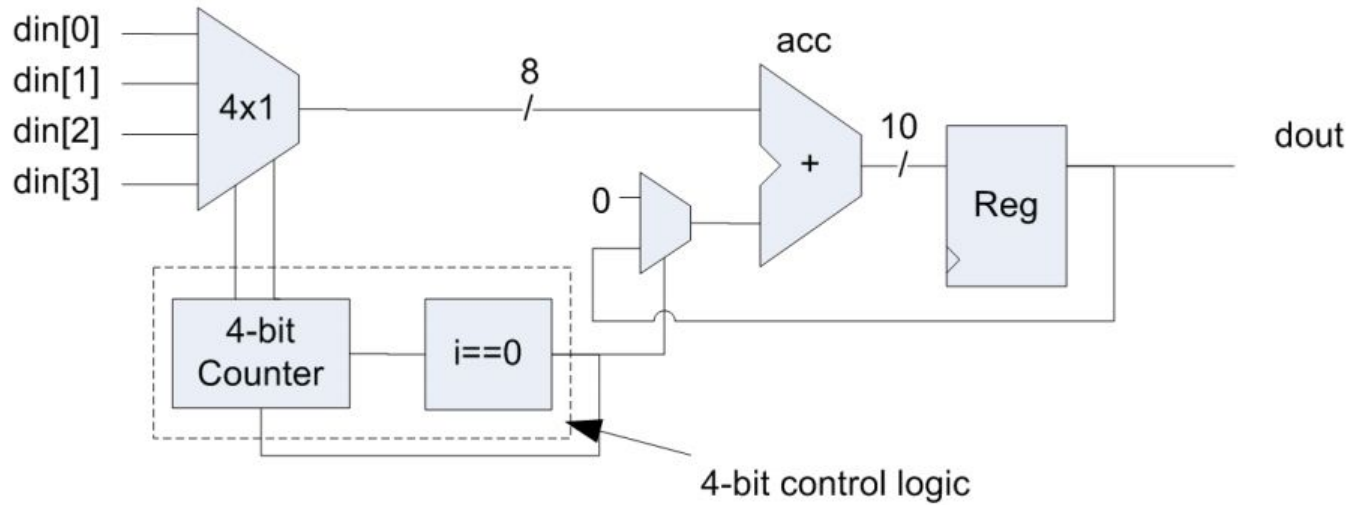 din[0]
din[1]
din[2]
din[3]
4x1
8
acc
+
10
Reg
dout
0
4-bit
Counter
i==0
4-bit control logic